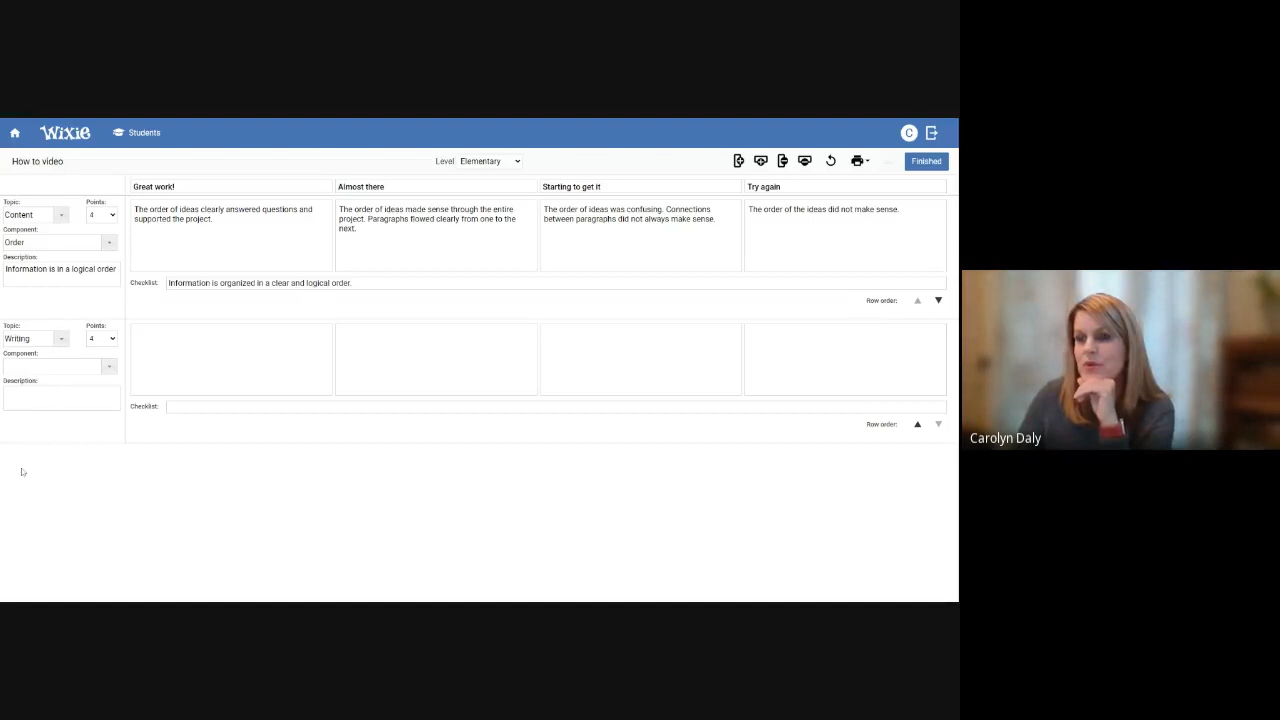 Wixie
Students
C
How to video
Level Elementary
Finished
Great work!
Almost there
Starting to get it
Try again
Topic:
Points:
Content
4
Component:
Order
Description:
Information is in a logical order
The order of ideas clearly answered questions and
supported the project.
The order of ideas made sense through the entire
project. Paragraphs flowed clearly from one to the
next.
The order of ideas was confusing. Connections
between paragraphs did not always make sense.
The order of the ideas did not make sense.
Checklist:
Information is organized in a clear and logical order.
Row order:
Topic:
Points:
Writing
4
Component:
Description:
Checklist:
Row order:
Carolyn Daly